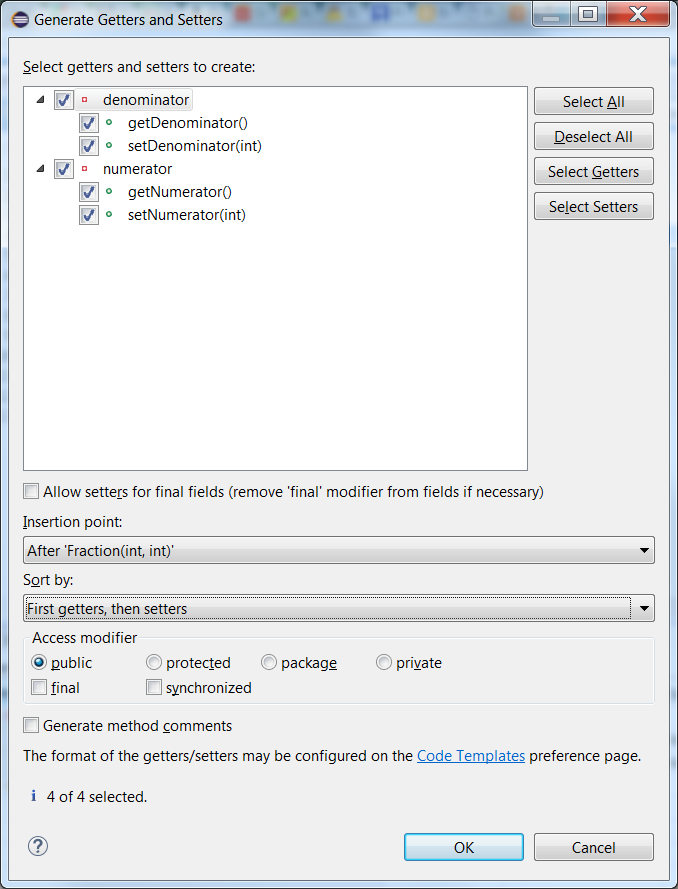 Generate Getters and Setters
Select getters and setters to create:
denominator
getDenominator()
setDenominator(int)
numerator
getNumerator()
setNumerator(int)
Select All
Deselect All
Select Getters
Select Setters
Allow setters for final fields (remove 'final' modifier from fields if necessary)
Insertion point:
After 'Fraction(int, int)'
Sort by:
First getters, then setters
Access modifier
public protected package private
final synchronized
Generate method comments
The format of the getters/setters may be configured on the Code Templates preference page.
i 4 of 4 selected.
? OK Cancel